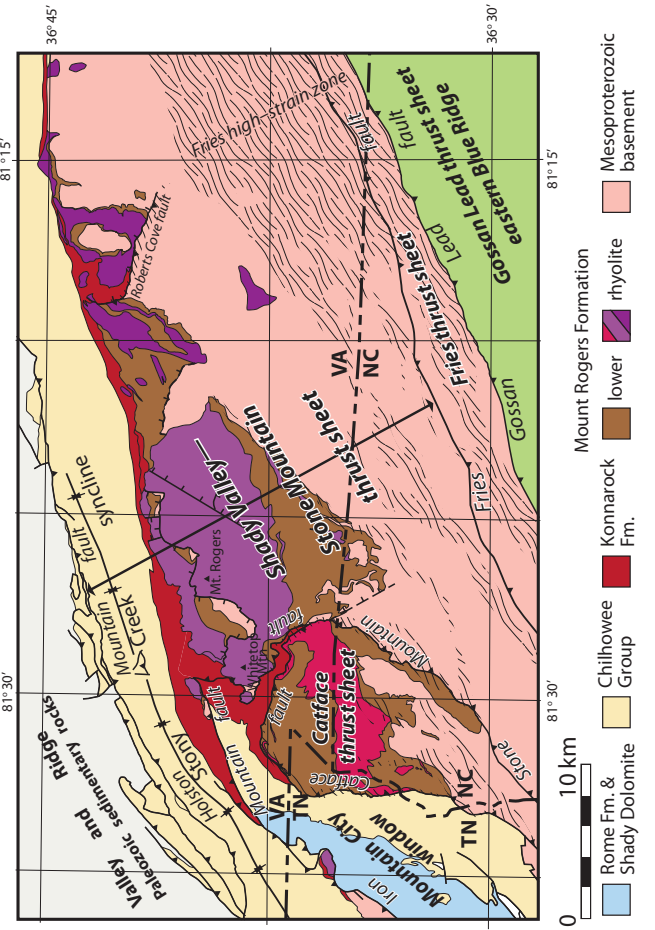 36° 45′
36° 30′
81° 15′
81° 15′
81° 30′
81° 30′
Fries high-strain zone
fault
fault
Gossan Lead thrust sheet
eastern Blue Ridge
Lead
Gossan
Fries thrust sheet
Fries
Roberts Cove fault
VA
NC
Shady Valley—
Stone Mountain
thrust sheet
Mt. Rogers
Whitetop
Mtn.
fault
syncline
Mountain
Creek
Stony
Holston
fault
Mountain
fault
fault
Mountain
Stone
Catface
thrust sheet
Catface
VA
TN
TN
NC
Mountain City
window
Iron
Valley and Ridge
Paleozoic sedimentary rocks
0
10 km
Rome Fm. &
Shady Dolomite
Chilhowee
Group
Konnarock
Fm.
Mount Rogers Formation
lower
rhyolite
Mesoproterozoic
basement